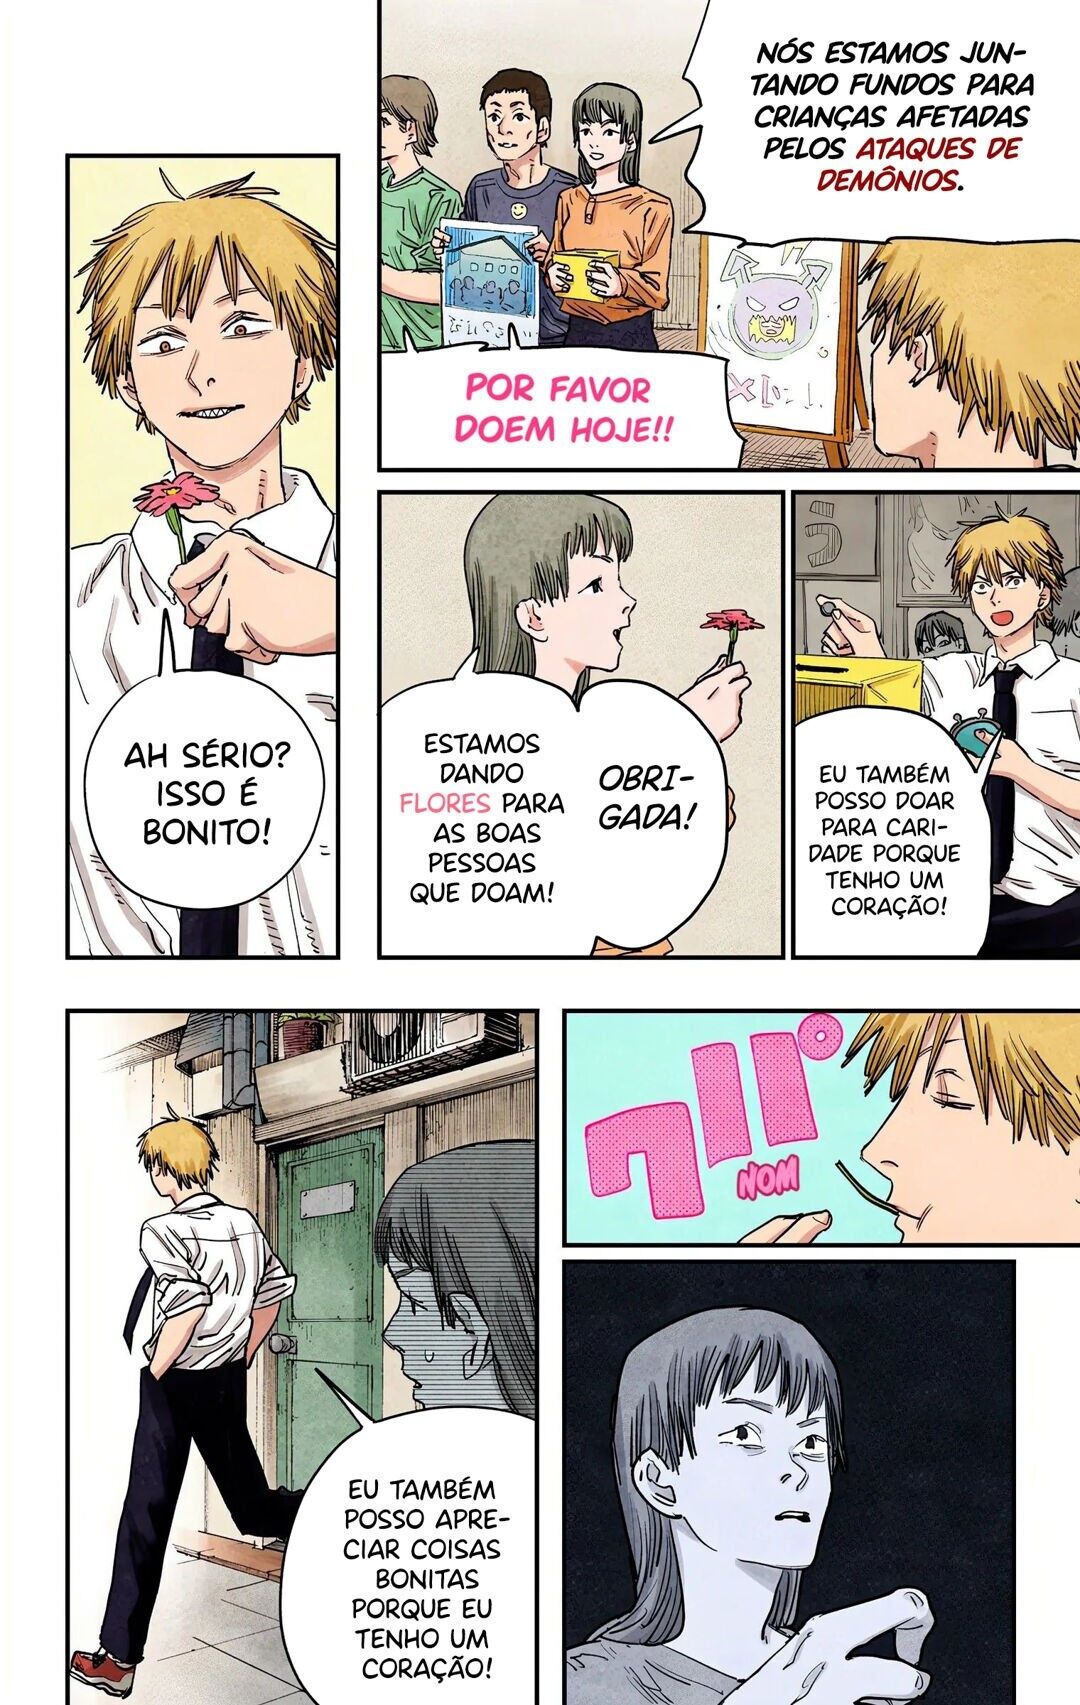 NÓS ESTAMOS JUN-
TANDO FUNDOS PARA
CRIANÇAS AFETADAS
PELOS ATAQUES DE
DEMÔNIOS.
POR FAVOR
DOEM HOJE!!
EU TAMBÉM
POSSO DOAR
PARA CARI-
DADE PORQUE
TENHO UM
CORAÇÃO!
OBRI-
GADA!
ESTAMOS
DANDO
FLORES PARA
AS BOAS
PESSOAS
QUE DOAM!
AH SÉRIO?
ISSO É
BONITO!
クパ
NOM
EU TAMBÉM
POSSO APRE-
CIAR COISAS
BONITAS
PORQUE EU
TENHO UM
CORAÇÃO!